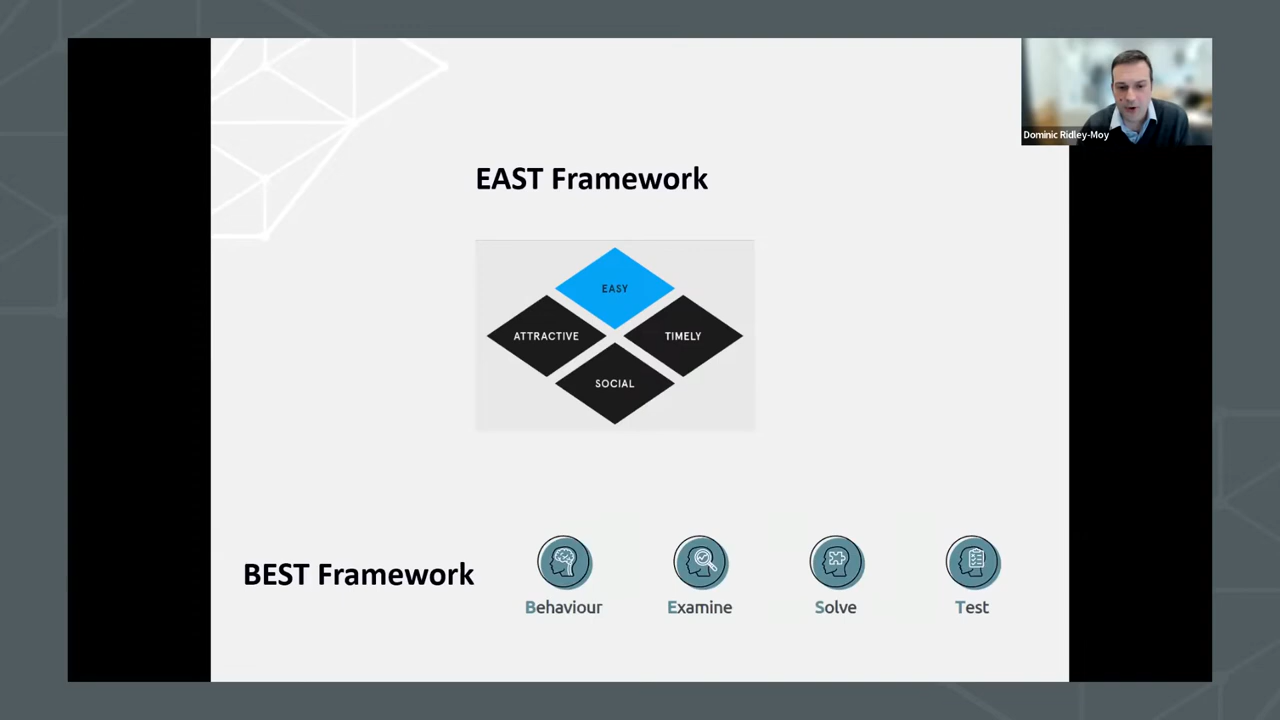 Dominic Ridley-Moy
EAST Framework
EASY
ATTRACTIVE
TIMELY
SOCIAL
BEST Framework
Behaviour
Examine
Solve
Test